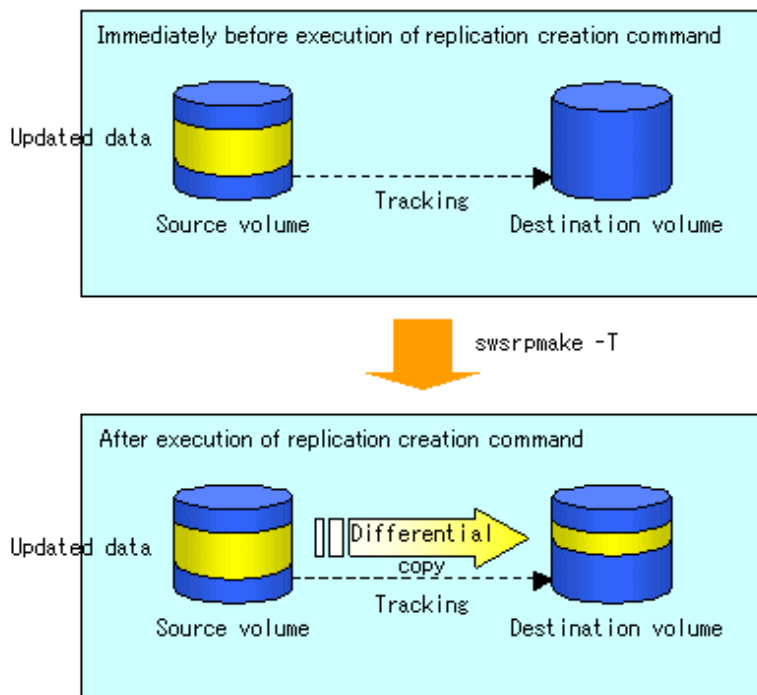 Immediately before execution of replication creation command
Updated data
Tracking
Source volume
Destination volume
swsrpmake -T
After execution of replication creation command
Differential
Updated data
copy
Tracking
Source volume
Destination volume